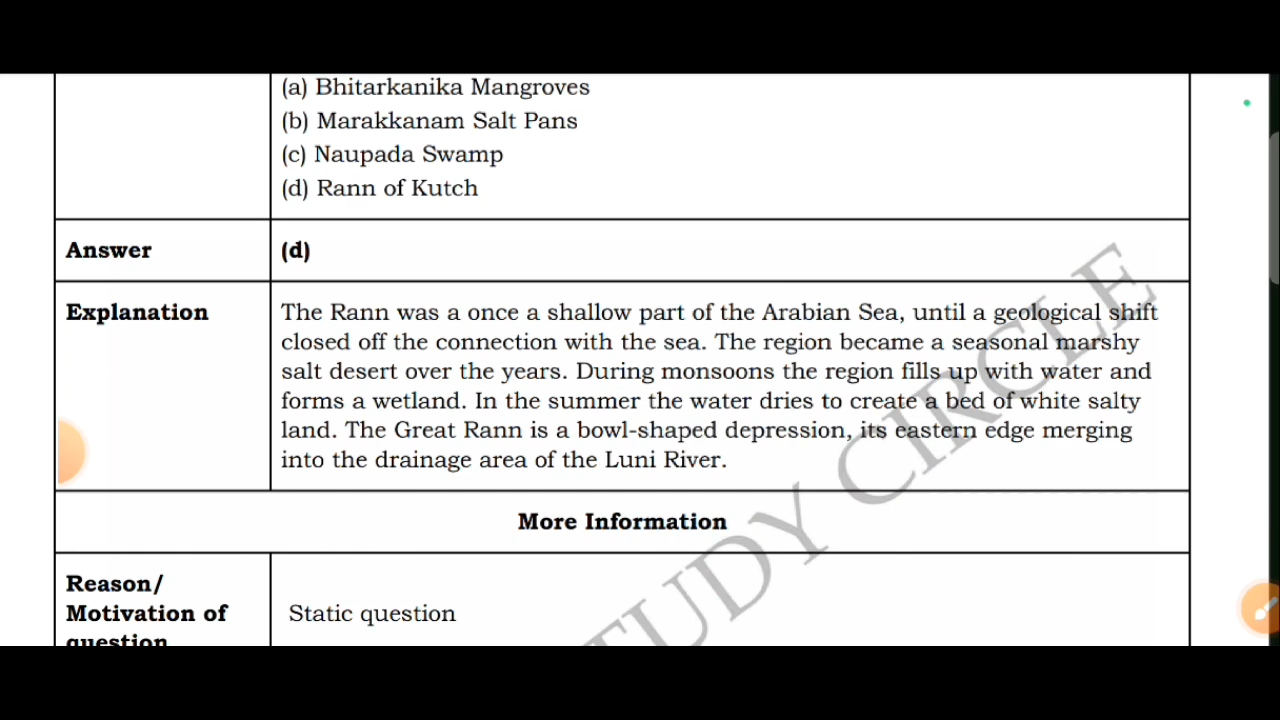 (a) Bhitarkanika Mangroves
(b) Marakkanam Salt Pans
(c) Naupada Swamp
(d) Rann of Kutch
Answer
(d)
Explanation
The Rann was a once a shallow part of the Arabian Sea, until a geological shift
closed off the connection with the sea. The region became a seasonal marshy
salt desert over the years. During monsoons the region fills up with water and
forms a wetland. In the summer the water dries to create a bed of white salty
land. The Great Rann is a bowl-shaped depression, its eastern edge merging
into the drainage area of the Luni River.
More Information
Reason/
Motivation of
question
Static question
STUDY CIRCLE